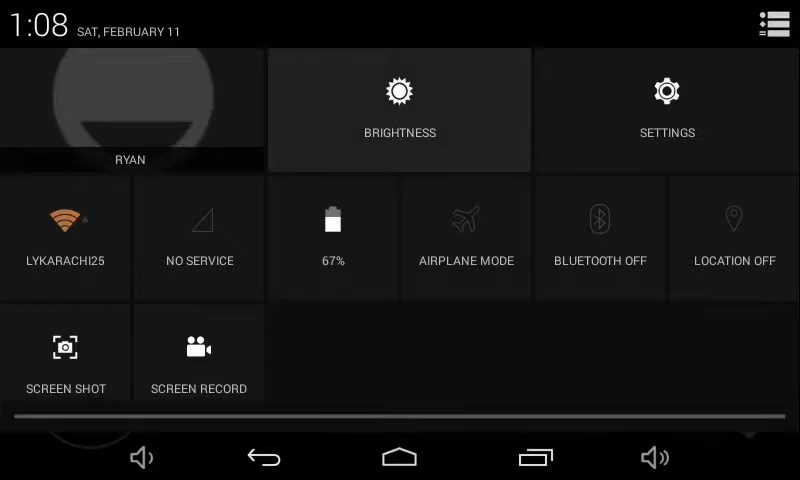 1:08 SAT, FEBRUARY 11
RYAN
BRIGHTNESS
SETTINGS
LYKARACHI25
NO SERVICE
67%
AIRPLANE MODE
BLUETOOTH OFF
LOCATION OFF
SCREEN SHOT
SCREEN RECORD